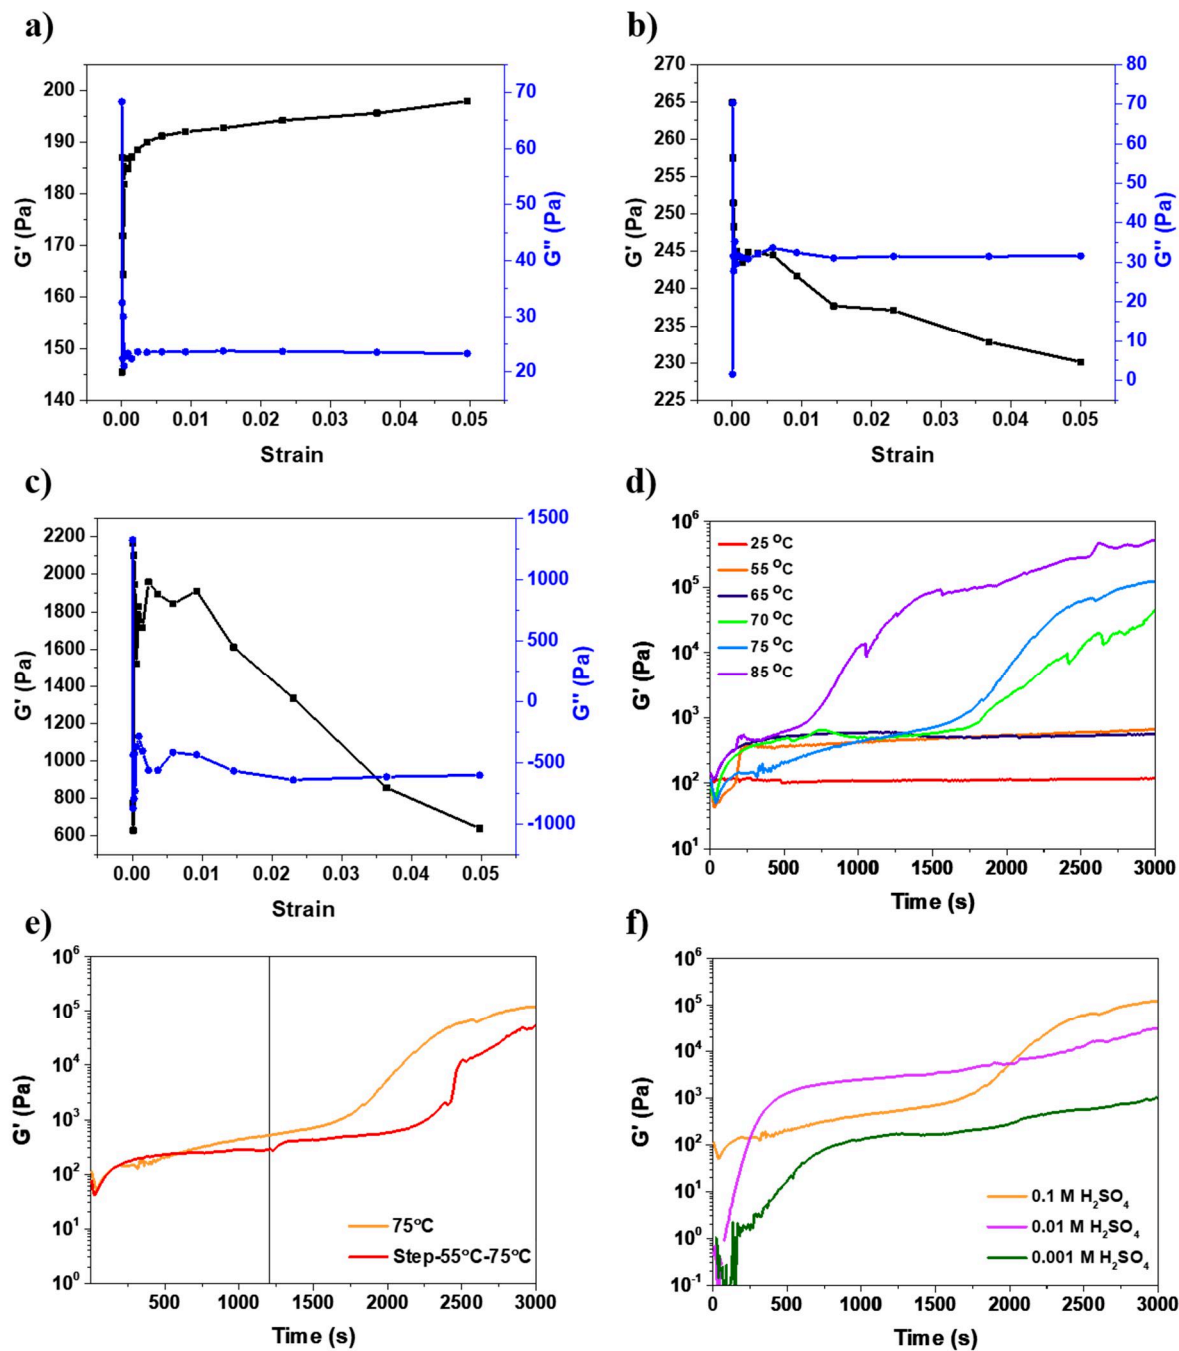 a)
200
190
180
170
160
150
140
G' (Pa)
70
60
50
40
30
20
G'' (Pa)
0.00 0.01 0.02 0.03 0.04 0.05
Strain
b)
270
265
260
255
250
245
240
235
230
225
G' (Pa)
80
70
60
50
40
30
20
10
0
G'' (Pa)
0.00 0.01 0.02 0.03 0.04 0.05
Strain
c)
2200
2000
1800
1600
1400
1200
1000
800
600
G' (Pa)
1500
1000
500
0
-500
-1000
G'' (Pa)
0.00 0.01 0.02 0.03 0.04 0.05
Strain
d)
10⁶
10⁵
10⁴
10³
10²
10¹
G' (Pa)
25 ᴼC
55 ᴼC
65 ᴼC
70 ᴼC
75 ᴼC
85 ᴼC
0 500 1000 1500 2000 2500 3000
Time (s)
e)
10⁶
10⁵
10⁴
10³
10²
10¹
10⁰
G' (Pa)
75°C
Step-55°C-75°C
500 1000 1500 2000 2500 3000
Time (s)
f)
10⁶
10⁵
10⁴
10³
10²
10¹
10⁰
10⁻¹
G' (Pa)
0.1 M H₂SO₄
0.01 M H₂SO₄
0.001 M H₂SO₄
0 500 1000 1500 2000 2500 3000
Time (s)